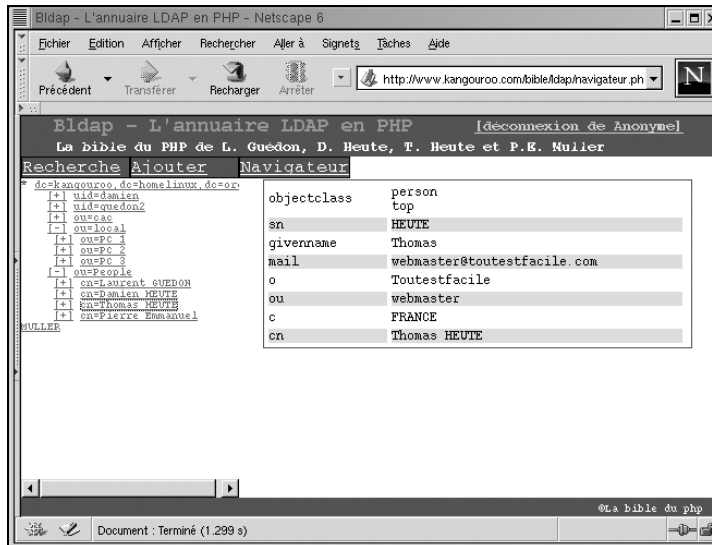 Bldap - L'annuaire LDAP en PHP - Netscape 6
Fichier Edition Afficher Rechercher Aller à Signets Tâches Aide
Précédent Transférer Recharger Arrêter http://www.kangouroo.com/bible/ldap/navigateur.ph N
Bldap - L'annuaire LDAP en PHP [déconnexion de Anonyme]
La bible du PHP de L. Guédon, D. Heute, T. Heute et P.E. Muller
Recherche Ajouter Navigateur
* dc=kangouroo,dc=homelinux,dc=or
[+] uid=damien
[+] uid=guedon2
[+] ou=cac
[-] ou=local
[+] ou=PC 1
[+] ou=PC 2
[+] ou=PC 3
[-] ou=People
[+] cn=Laurent GUEDON
[+] cn=Damien HEUTE
[+] cn=Thomas HEUTE
[+] cn=Pierre Emmanuel
MULLER
objectclass person
top
sn HEUTE
givenname Thomas
mail webmaster@toutestfacile.com
o Toutestfacile
ou webmaster
c FRANCE
cn Thomas HEUTE
©La bible du php
Document : Terminé (1.299 s)